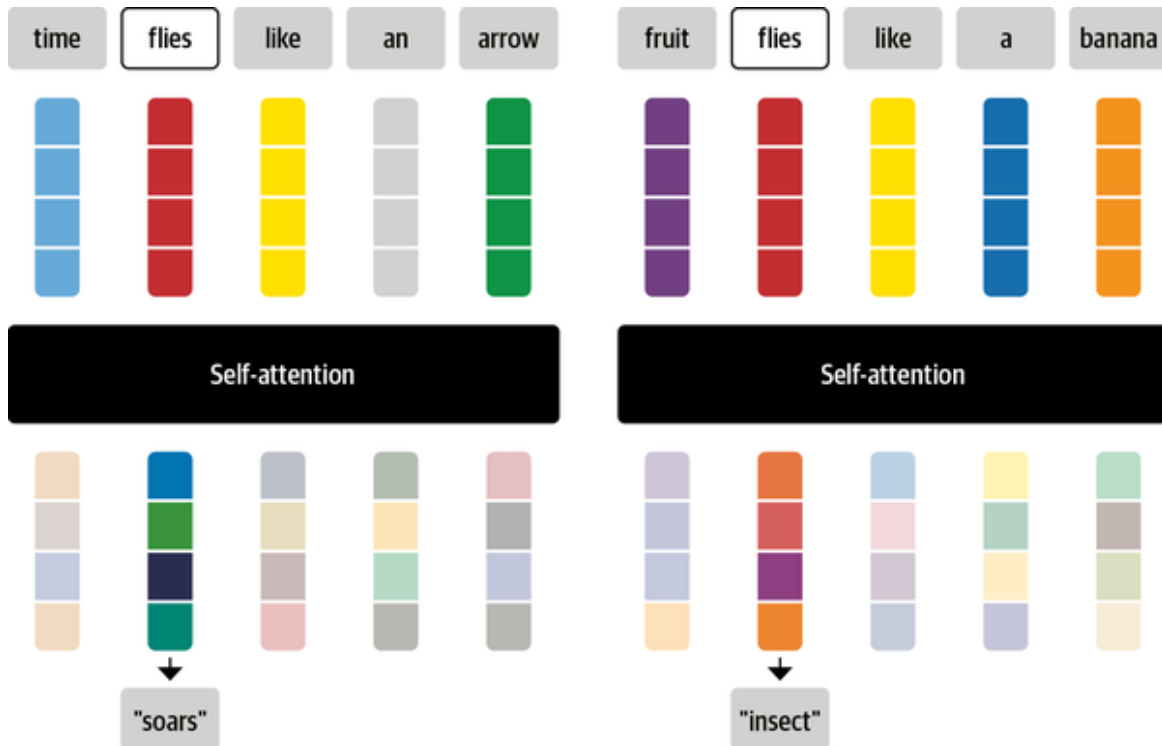 time flies like an arrow
fruit flies like a banana
Self-attention
Self-attention
"soars"
"insect"